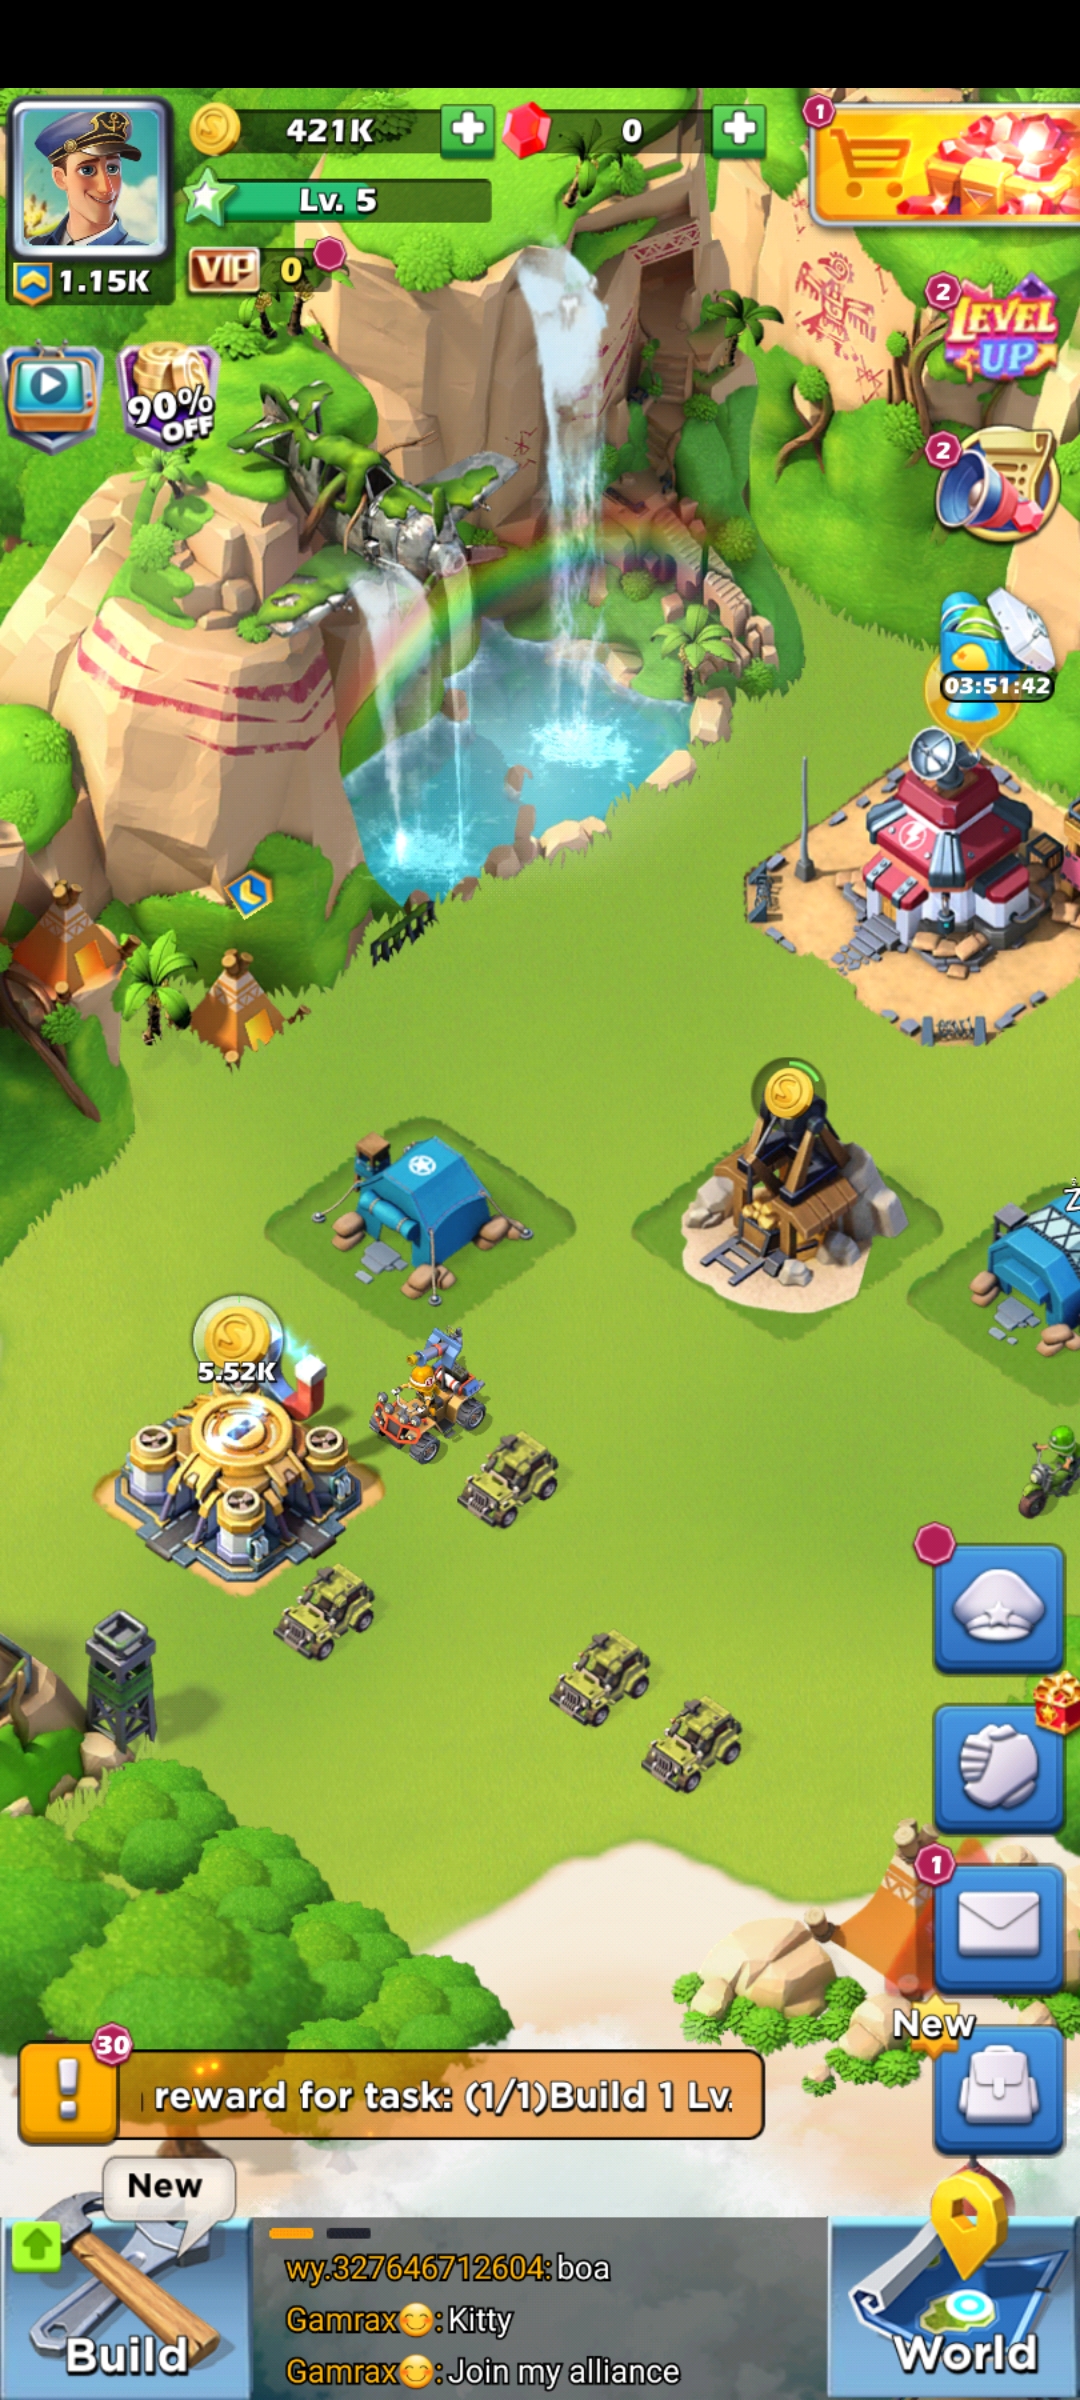 421K
0
1
Lv. 5
VIP 0
1.15K
2
LEVEL
UP
90%
OFF
2
03:51:42
Z
5.52K
1
New
30
reward for task: (1/1)Build 1 Lv.
New
wy.327646712604: boa
Gamrax😊: Kitty
Gamrax😊: Join my alliance
Build
World